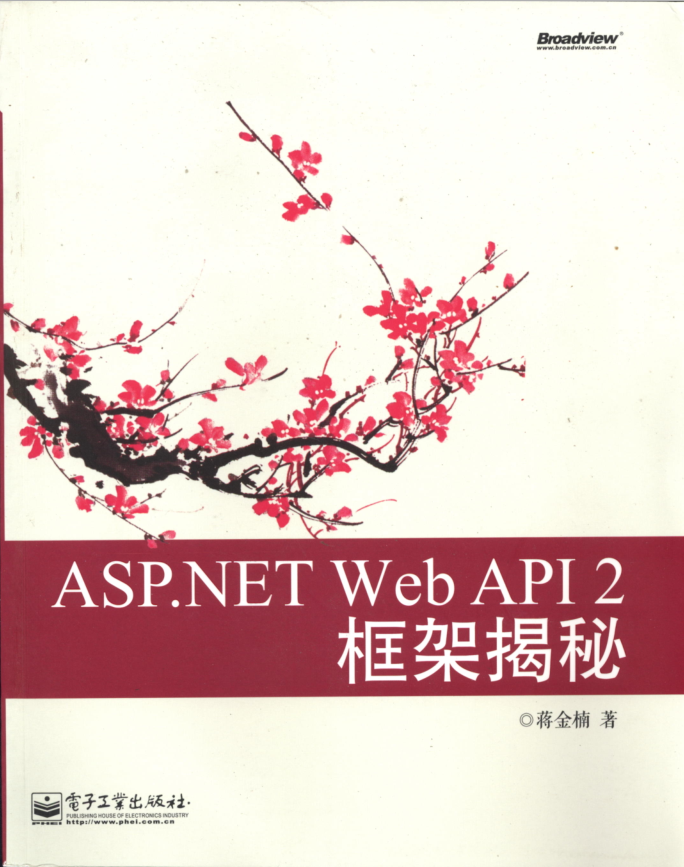 Broadview®
www.broadview.com.cn
ASP.NET Web API 2
框架揭秘
◎蒋金楠 著
電子工業出版社.
PUBLISHING HOUSE OF ELECTRONICS INDUSTRY
PHEI
http://www.phei.com.cn